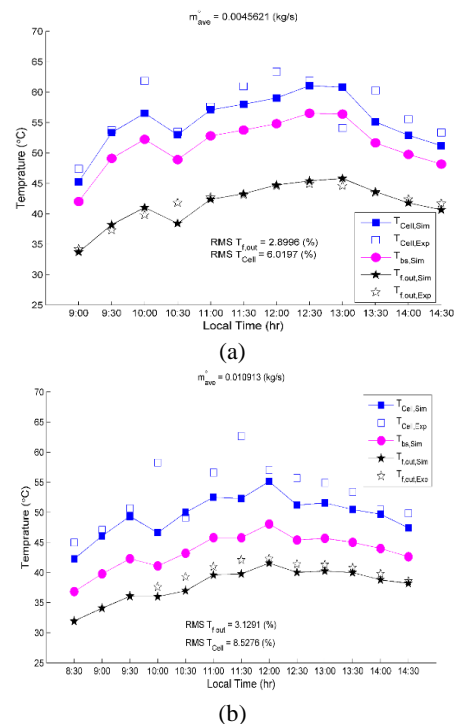 m°ave = 0.0045621 (kg/s)
70
65
60
55
50
45
40
35
30
25
Temprature (°C)
RMS Tf,out = 2.8996 (%)
RMS TCell = 6.0197 (%)
TCell,Sim
TCell,Exp
Tbs,Sim
Tf.out,Sim
Tf.out,Exp
9:00 9:30 10:00 10:30 11:00 11:30 12:00 12:30 13:00 13:30 14:00 14:30
Local Time (hr)
(a)
m°ave = 0.010913 (kg/s)
70
65
60
55
50
45
40
35
30
25
Temprature (°C)
TCell,Sim
TCell,Exp
Tbs,Sim
Tf.out,Sim
Tf.out,Exp
RMS Tf,out = 3.1291 (%)
RMS TCell = 8.5276 (%)
8:30 9:00 9:30 10:00 10:30 11:00 11:30 12:00 12:30 13:00 13:30 14:00 14:30
Local Time (hr)
(b)